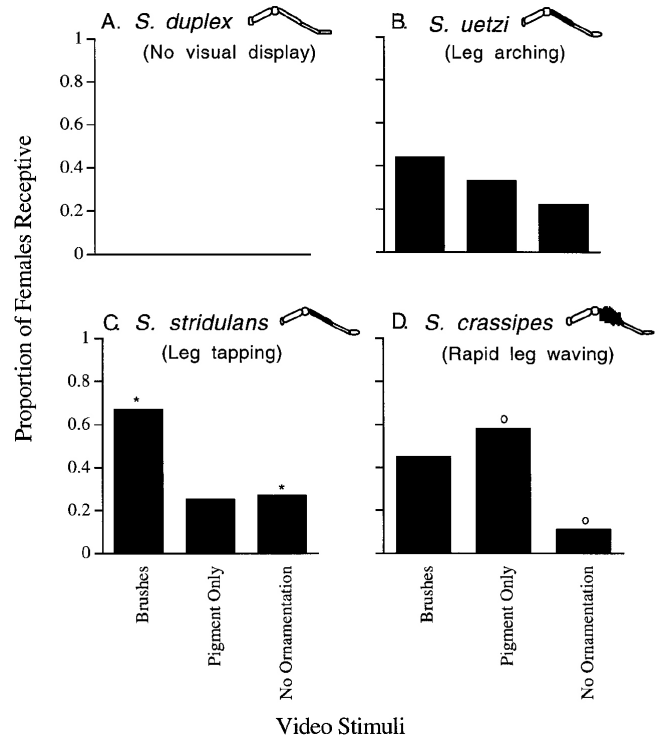 A. S. duplex
(No visual display)
B. S. uetzi
(Leg arching)
1
0.8
0.6
0.4
0.2
0
C. S. stridulans
(Leg tapping)
D. S. crassipes
(Rapid leg waving)
1
0.8
0.6
0.4
0.2
0
*
*
o
o
Proportion of Females Receptive
Brushes
Pigment Only
No Ornamentation
Brushes
Pigment Only
No Ornamentation
Video Stimuli